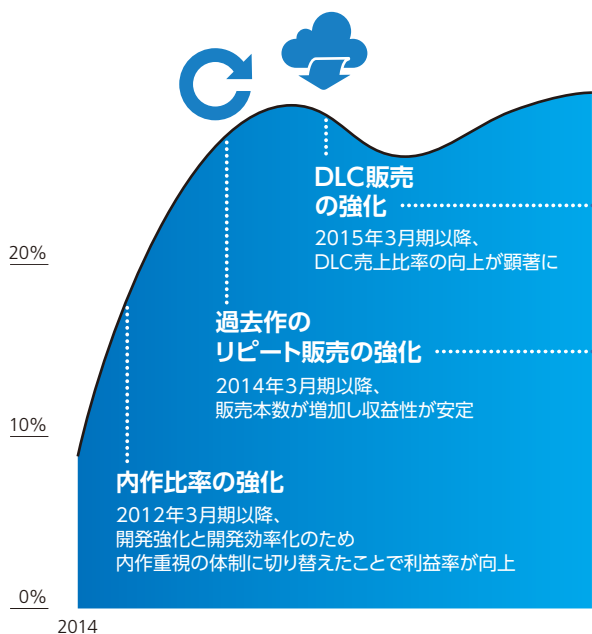 DLC販売
の強化
2015年3月期以降、
DLC売上比率の向上が顕著に
20%
過去作の
リピート販売の強化
2014年3月期以降、
販売本数が増加し収益性が安定
10%
内作比率の強化
2012年3月期以降、
開発強化と開発効率化のため
内作重視の体制に切り替えたことで利益率が向上
0%
2014